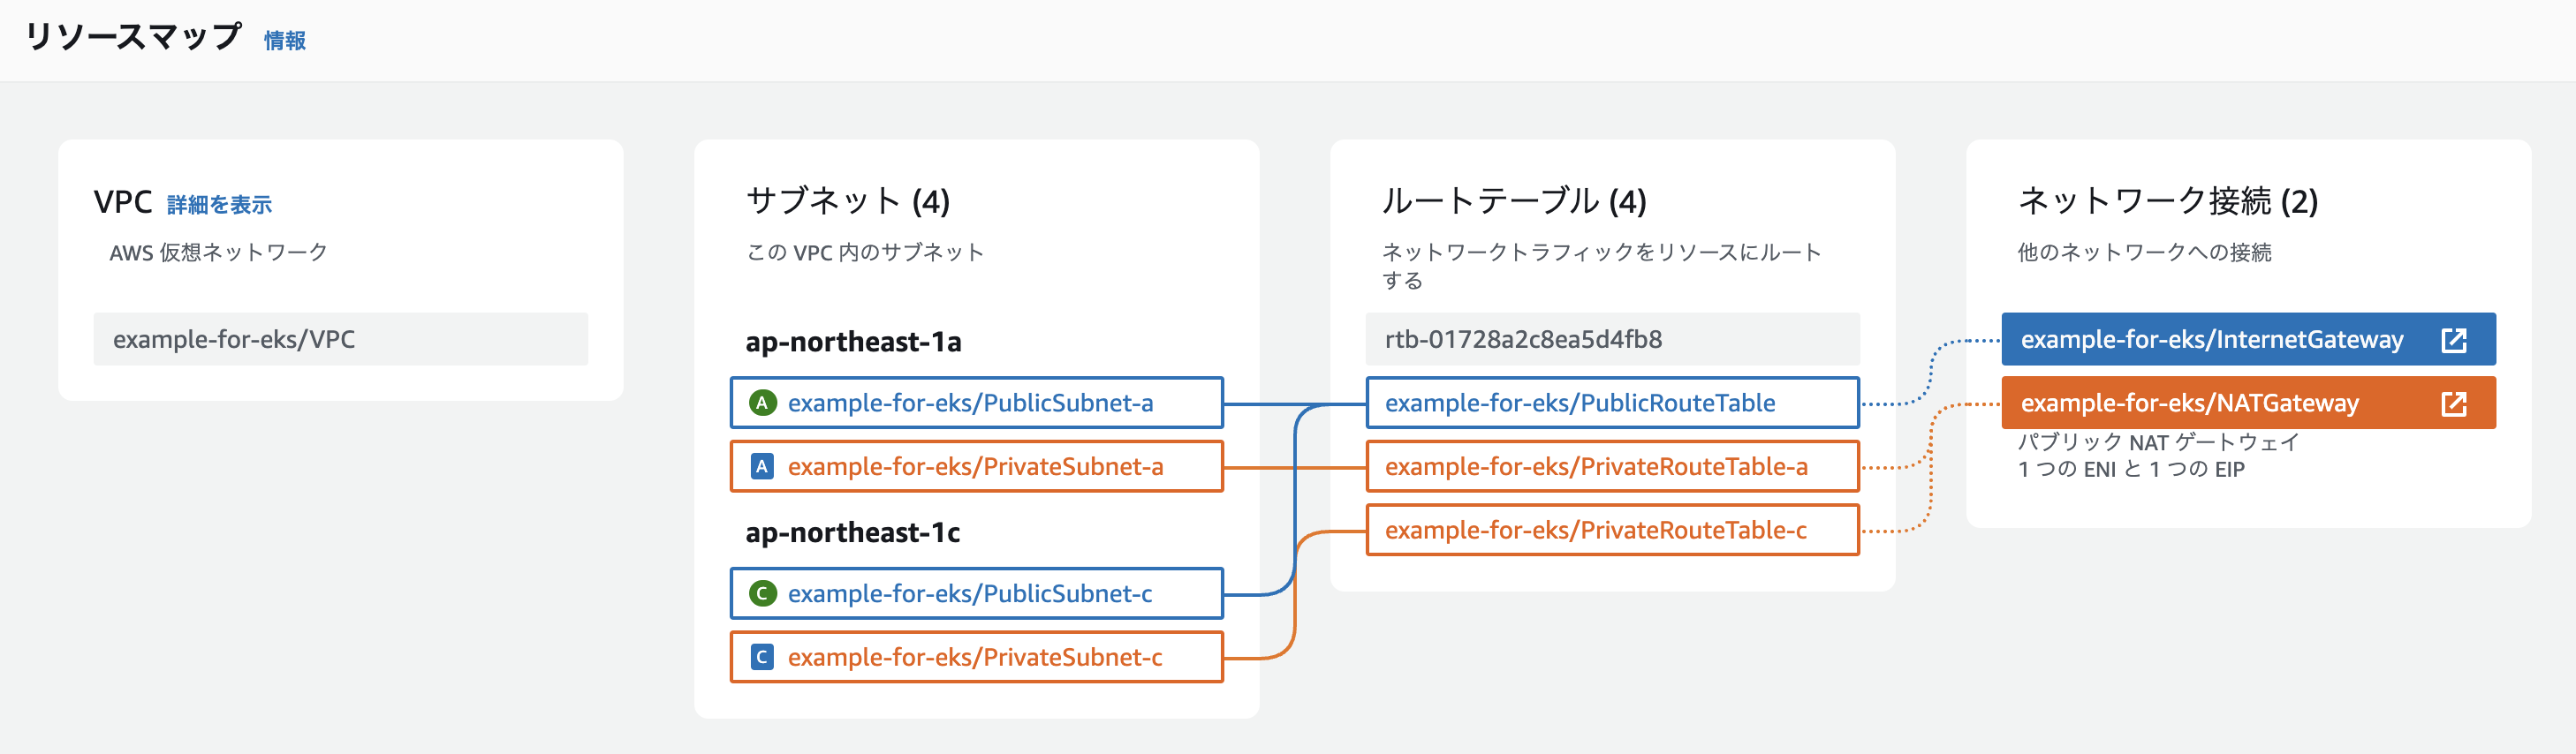 リソースマップ 情報
VPC 詳細を表示
AWS 仮想ネットワーク
example-for-eks/VPC
サブネット (4)
この VPC 内のサブネット
ap-northeast-1a
A example-for-eks/PublicSubnet-a
A example-for-eks/PrivateSubnet-a
ap-northeast-1c
C example-for-eks/PublicSubnet-c
C example-for-eks/PrivateSubnet-c
ルートテーブル (4)
ネットワークトラフィックをリソースにルート
する
rtb-01728a2c8ea5d4fb8
example-for-eks/PublicRouteTable
example-for-eks/PrivateRouteTable-a
example-for-eks/PrivateRouteTable-c
ネットワーク接続 (2)
他のネットワークへの接続
example-for-eks/InternetGateway
example-for-eks/NATGateway
パブリック NAT ゲートウェイ
1 つの ENI と 1 つの EIP